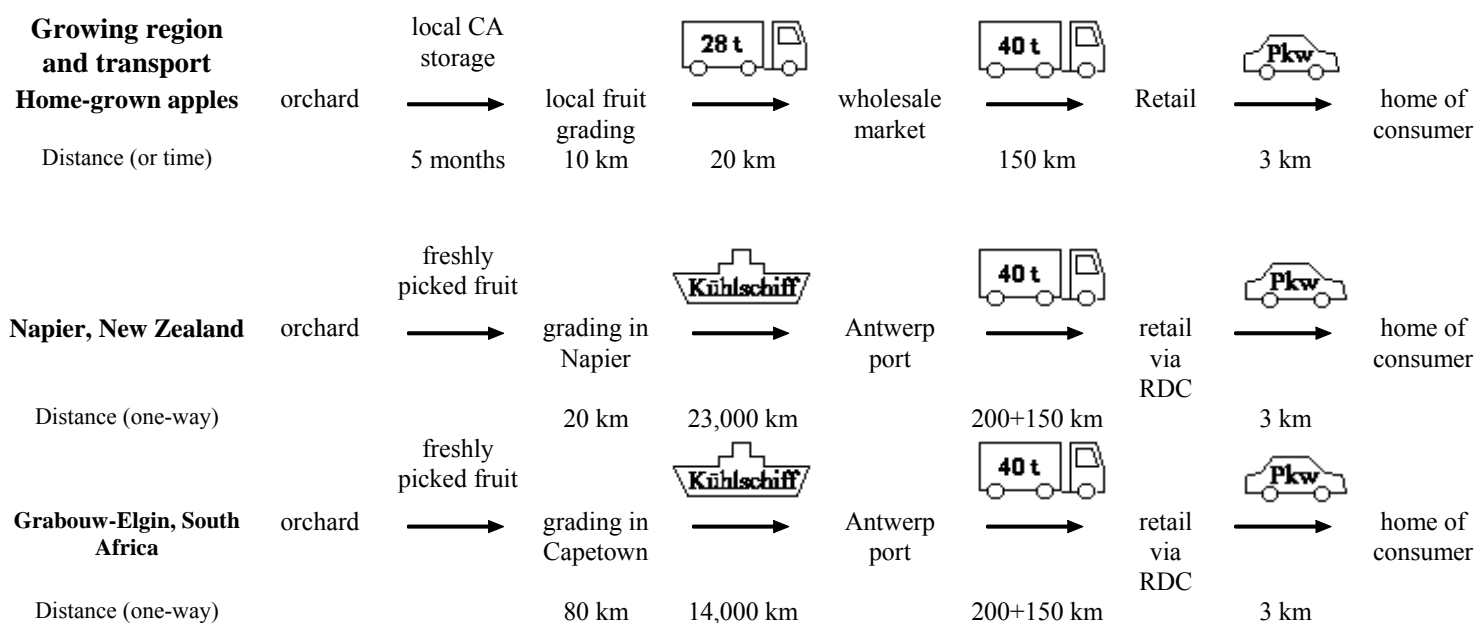 Growing region
and transport
local CA
storage
28 t
40 t
Pkw
Home-grown apples
orchard
local fruit
grading
wholesale
market
Retail
home of
consumer
Distance (or time)
5 months
10 km
20 km
150 km
3 km
freshly
picked fruit
Kühlschiff
40 t
Pkw
Napier, New Zealand
orchard
grading in
Napier
Antwerp
port
retail
via
RDC
home of
consumer
Distance (one-way)
20 km
23,000 km
200+150 km
3 km
freshly
picked fruit
Kühlschiff
40 t
Pkw
Grabouw-Elgin, South
Africa
orchard
grading in
Capetown
Antwerp
port
retail
via
RDC
home of
consumer
Distance (one-way)
80 km
14,000 km
200+150 km
3 km